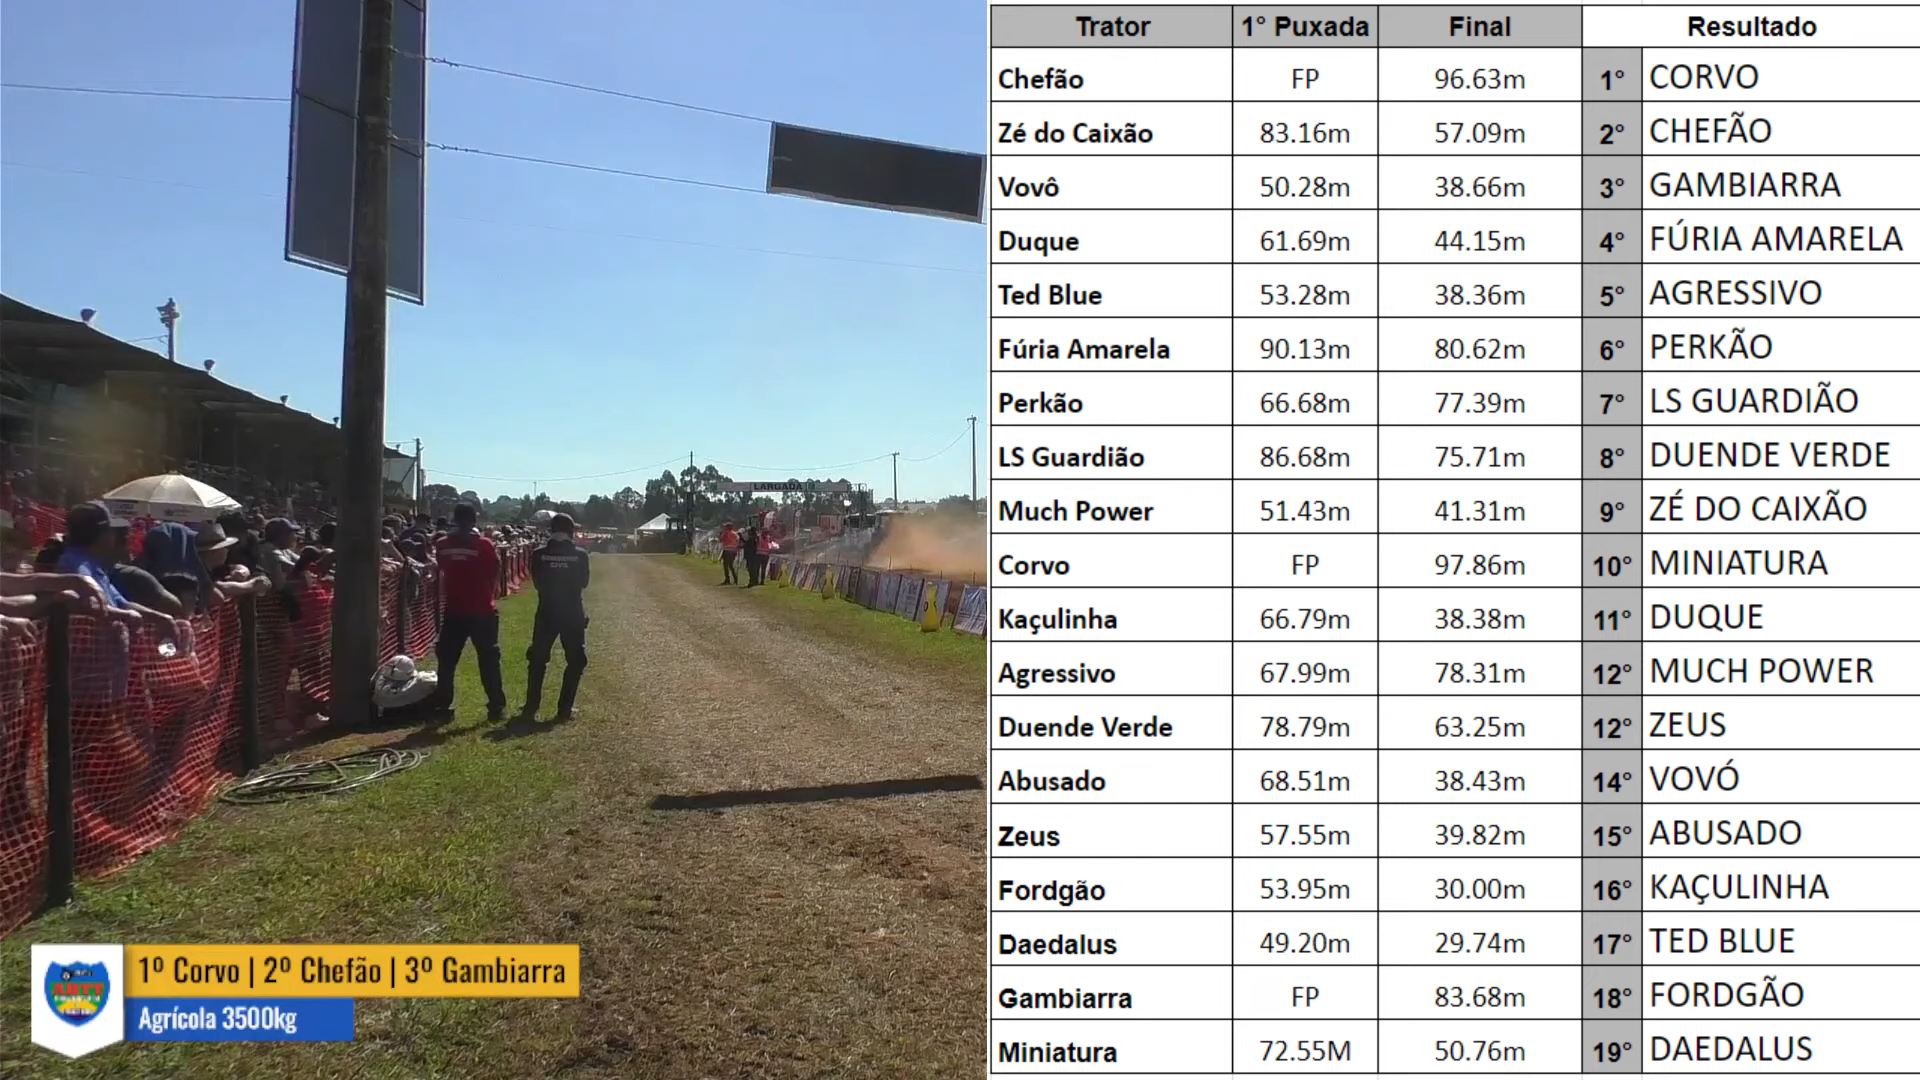 LARGADA
BOMBEIRO
CIVIL
1º Corvo | 2º Chefão | 3º Gambiarra
Agrícola 3500kg
Trator 1° Puxada Final Resultado
Chefão FP 96.63m 1° CORVO
Zé do Caixão 83.16m 57.09m 2° CHEFÃO
Vovô 50.28m 38.66m 3° GAMBIARRA
Duque 61.69m 44.15m 4° FÚRIA AMARELA
Ted Blue 53.28m 38.36m 5° AGRESSIVO
Fúria Amarela 90.13m 80.62m 6° PERKÃO
Perkão 66.68m 77.39m 7° LS GUARDIÃO
LS Guardião 86.68m 75.71m 8° DUENDE VERDE
Much Power 51.43m 41.31m 9° ZÉ DO CAIXÃO
Corvo FP 97.86m 10° MINIATURA
Kaçulinha 66.79m 38.38m 11° DUQUE
Agressivo 67.99m 78.31m 12° MUCH POWER
Duende Verde 78.79m 63.25m 12° ZEUS
Abusado 68.51m 38.43m 14° VOVÓ
Zeus 57.55m 39.82m 15° ABUSADO
Fordgão 53.95m 30.00m 16° KAÇULINHA
Daedalus 49.20m 29.74m 17° TED BLUE
Gambiarra FP 83.68m 18° FORDGÃO
Miniatura 72.55M 50.76m 19° DAEDALUS